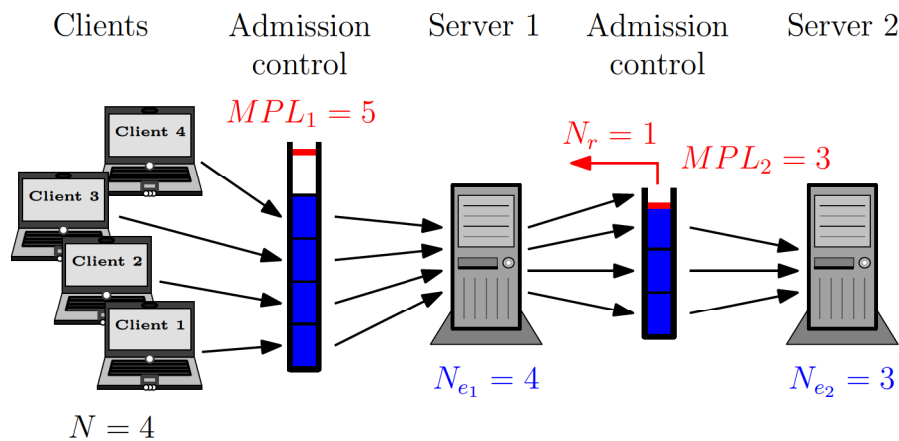 Clients
Admission
control
Server 1
Admission
control
Server 2
MPL₁ = 5
Nᵣ = 1
MPL₂ = 3
Client 4
Client 3
Client 2
Client 1
N = 4
Nₑ₁ = 4
Nₑ₂ = 3